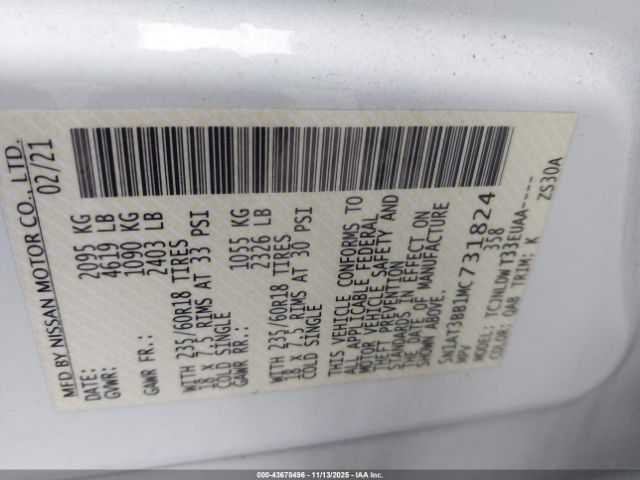 MFD BY NISSAN MOTOR CO., LTD.
DATE: 02/21
GVWR: 2095 KG
4619 LB
GAWR FR.: 1090 KG
2403 LB
WITH 235/60R18 TIRES
18 X 7.5 RIMS AT 33 PSI
COLD SINGLE
GAWR RR.: 1055 KG
2326 LB
WITH 235/60R18 TIRES
18 X 7.5 RIMS AT 30 PSI
COLD SINGLE
THIS VEHICLE CONFORMS TO
ALL APPLICABLE FEDERAL
MOTOR VEHICLE SAFETY AND
THEFT PREVENTION
STANDARDS IN EFFECT ON
THE DATE OF MANUFACTURE
SHOWN ABOVE.
5N1AT3BB1MC731824
MPV 358
MODEL: TCJNLDWT33EUAA----
COLOR: QAB TRIM: K
ZS30A
000-43678496 - 11/13/2025 - IAA Inc.